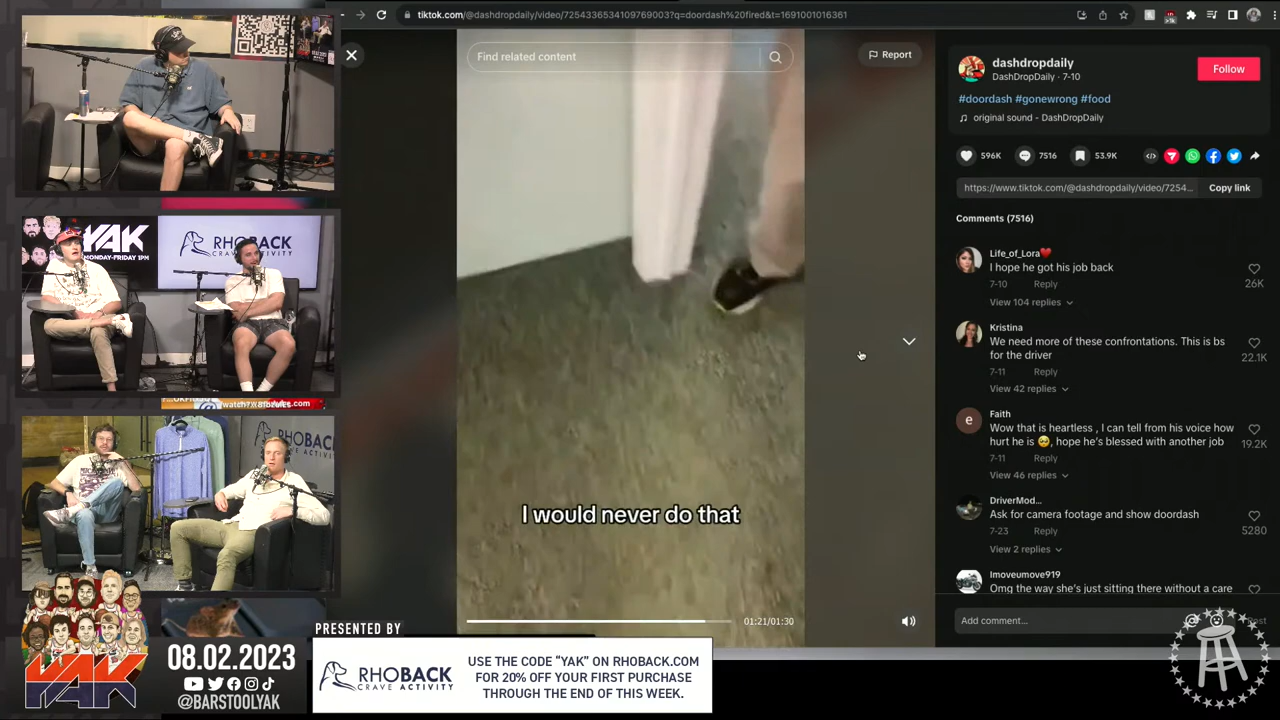 tiktok.com/@dashdropdaily/video/7254336534109769003?q=doordash%20fired&t=1691001016361
Find related content
Report
dashdropdaily
DashDropDaily · 7-10
Follow
#doordash #gonewrong #food
original sound - DashDropDaily
596K
7516
53.9K
https://www.tiktok.com/@dashdropdaily/video/7254...
Copy link
Comments (7516)
Life_of_Lora❤️
I hope he got his job back
7-10 Reply
26K
View 104 replies
Kristina
We need more of these confrontations. This is bs
for the driver
7-11 Reply
22.1K
View 42 replies
e
Faith
Wow that is heartless , I can tell from his voice how
hurt he is 🥺, hope he's blessed with another job
7-11 Reply
19.2K
View 46 replies
DriverMod...
Ask for camera footage and show doordash
7-23 Reply
5280
View 2 replies
Imoveumove919
Omg the way she's just sitting there without a care
Add comment...
I would never do that
01:21/01:30
YAK
MONDAY-FRIDAY 1PM
RHOBACK
CRAVE ACTIVITY
RHOBACK
CRAVE ACTIVITY
YAK
08.02.2023
@BARSTOOLYAK
PRESENTED BY
RHOBACK
CRAVE ACTIVITY
USE THE CODE "YAK" ON RHOBACK.COM
FOR 20% OFF YOUR FIRST PURCHASE
THROUGH THE END OF THIS WEEK.